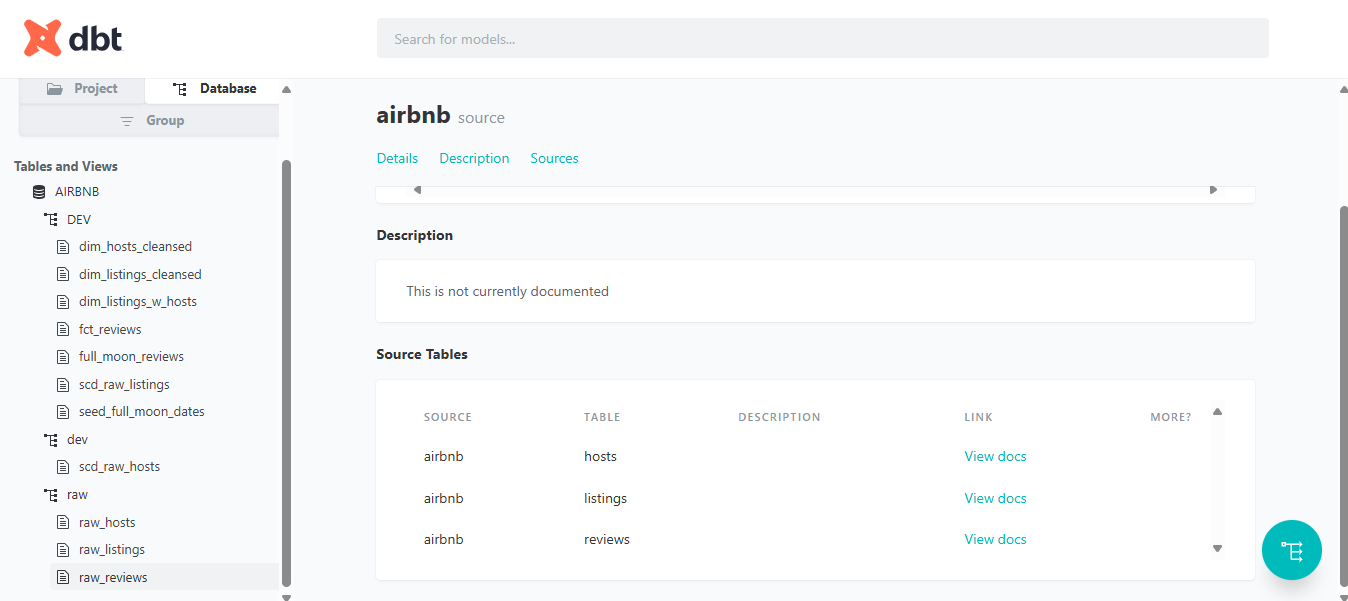 dbt
Search for models...
Project
Database
Group
Tables and Views
AIRBNB
DEV
dim_hosts_cleansed
dim_listings_cleansed
dim_listings_w_hosts
fct_reviews
full_moon_reviews
scd_raw_listings
seed_full_moon_dates
dev
scd_raw_hosts
raw
raw_hosts
raw_listings
raw_reviews
airbnb source
Details Description Sources
Description
This is not currently documented
Source Tables
SOURCE TABLE DESCRIPTION LINK MORE?
airbnb hosts View docs
airbnb listings View docs
airbnb reviews View docs